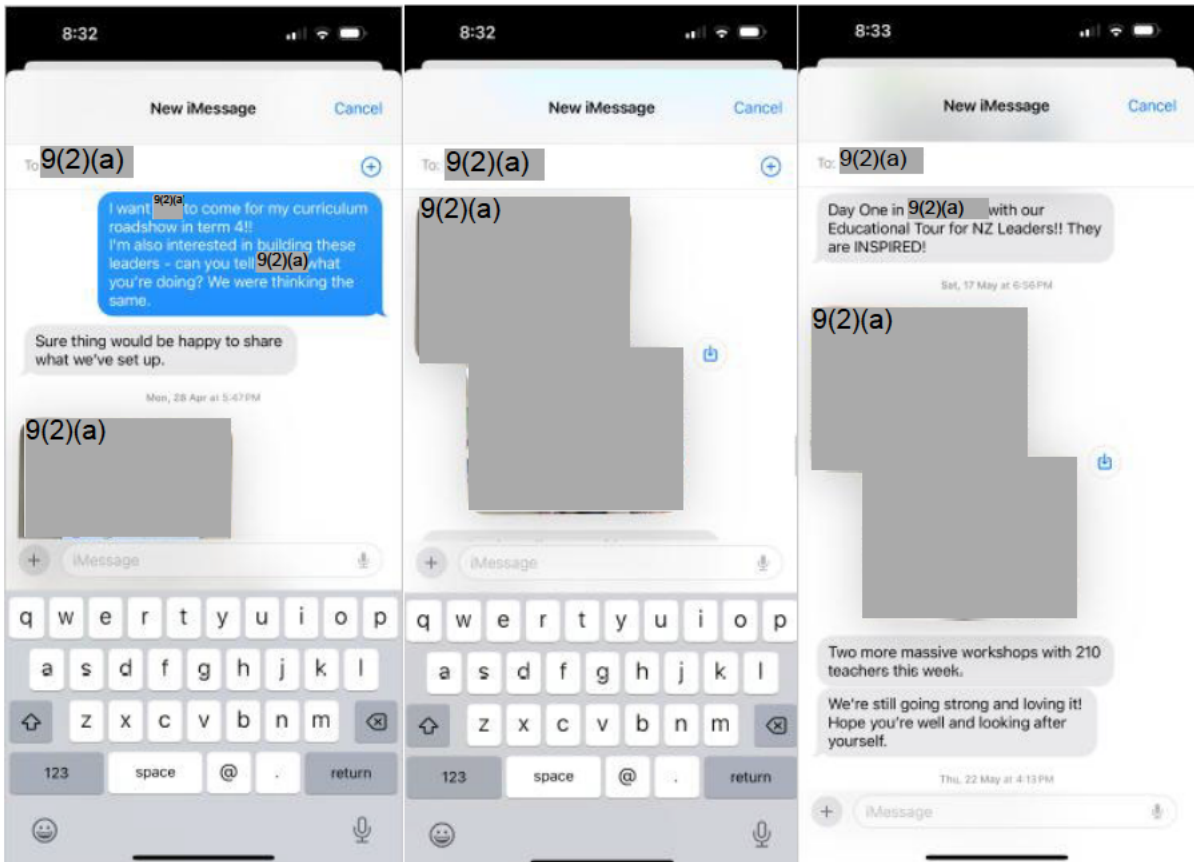 8:32
New iMessage
Cancel
To: 9(2)(a)
I want 9(2)(a to come for my curriculum
roadshow in term 4!!
I'm also interested in building these
leaders - can you tell 9(2)(a) what
you're doing? We were thinking the
same.
Sure thing would be happy to share
what we've set up.
Mon, 28 Apr at 5:47 PM
9(2)(a)
iMessage
q w e r t y u i o p
a s d f g h j k l
z x c v b n m
123 space @ . return
8:32
New iMessage
Cancel
To: 9(2)(a)
9(2)(a)
iMessage
q w e r t y u i o p
a s d f g h j k l
z x c v b n m
123 space @ . return
8:33
New iMessage
Cancel
To: 9(2)(a)
Day One in 9(2)(a) with our
Educational Tour for NZ Leaders!! They
are INSPIRED!
Sat, 17 May at 6:56 PM
9(2)(a)
Two more massive workshops with 210
teachers this week.
We're still going strong and loving it!
Hope you're well and looking after
yourself.
Thu, 22 May at 4:13 PM
iMessage
q w e r t y u i o p
a s d f g h j k l
z x c v b n m
123 space @ . return